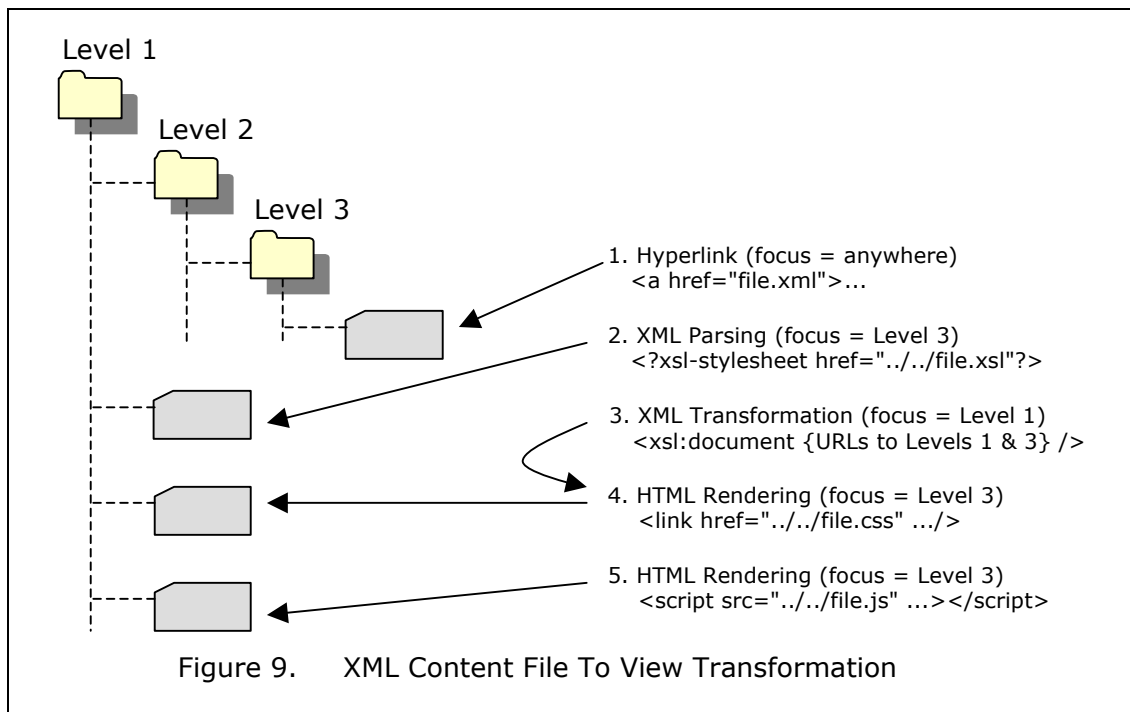 Level 1
Level 2
Level 3
1. Hyperlink (focus = anywhere)
<a href="file.xml">...
2. XML Parsing (focus = Level 3)
<?xsl-stylesheet href="../../file.xsl"?>
3. XML Transformation (focus = Level 1)
<xsl:document {URLs to Levels 1 & 3} />
4. HTML Rendering (focus = Level 3)
<link href="../../file.css" .../>
5. HTML Rendering (focus = Level 3)
<script src="../../file.js" ...></script>
Figure 9. XML Content File To View Transformation